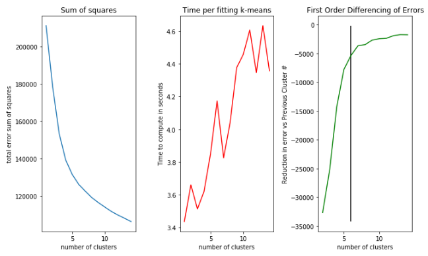 Sum of squares
total error sum of squares
200000
180000
160000
140000
120000
5
10
number of clusters
Time per fitting k-means
Time to compute in seconds
4.6
4.4
4.2
4.0
3.8
3.6
3.4
5
10
number of clusters
First Order Differencing of Errors
Reduction in error vs Previous Cluster #
0
−5000
−10000
−15000
−20000
−25000
−30000
−35000
5
10
number of clusters